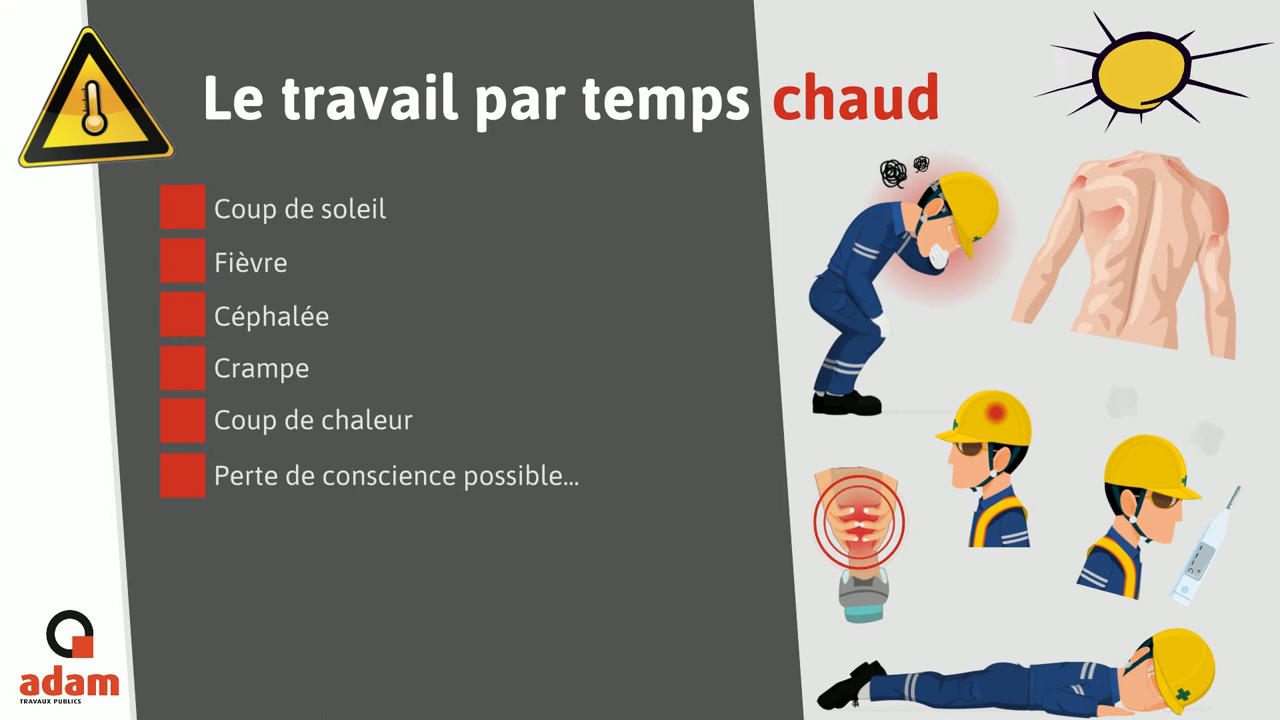 Le travail par temps chaud
Coup de soleil
Fièvre
Céphalée
Crampe
Coup de chaleur
Perte de conscience possible...
adam
TRAVAUX PUBLICS